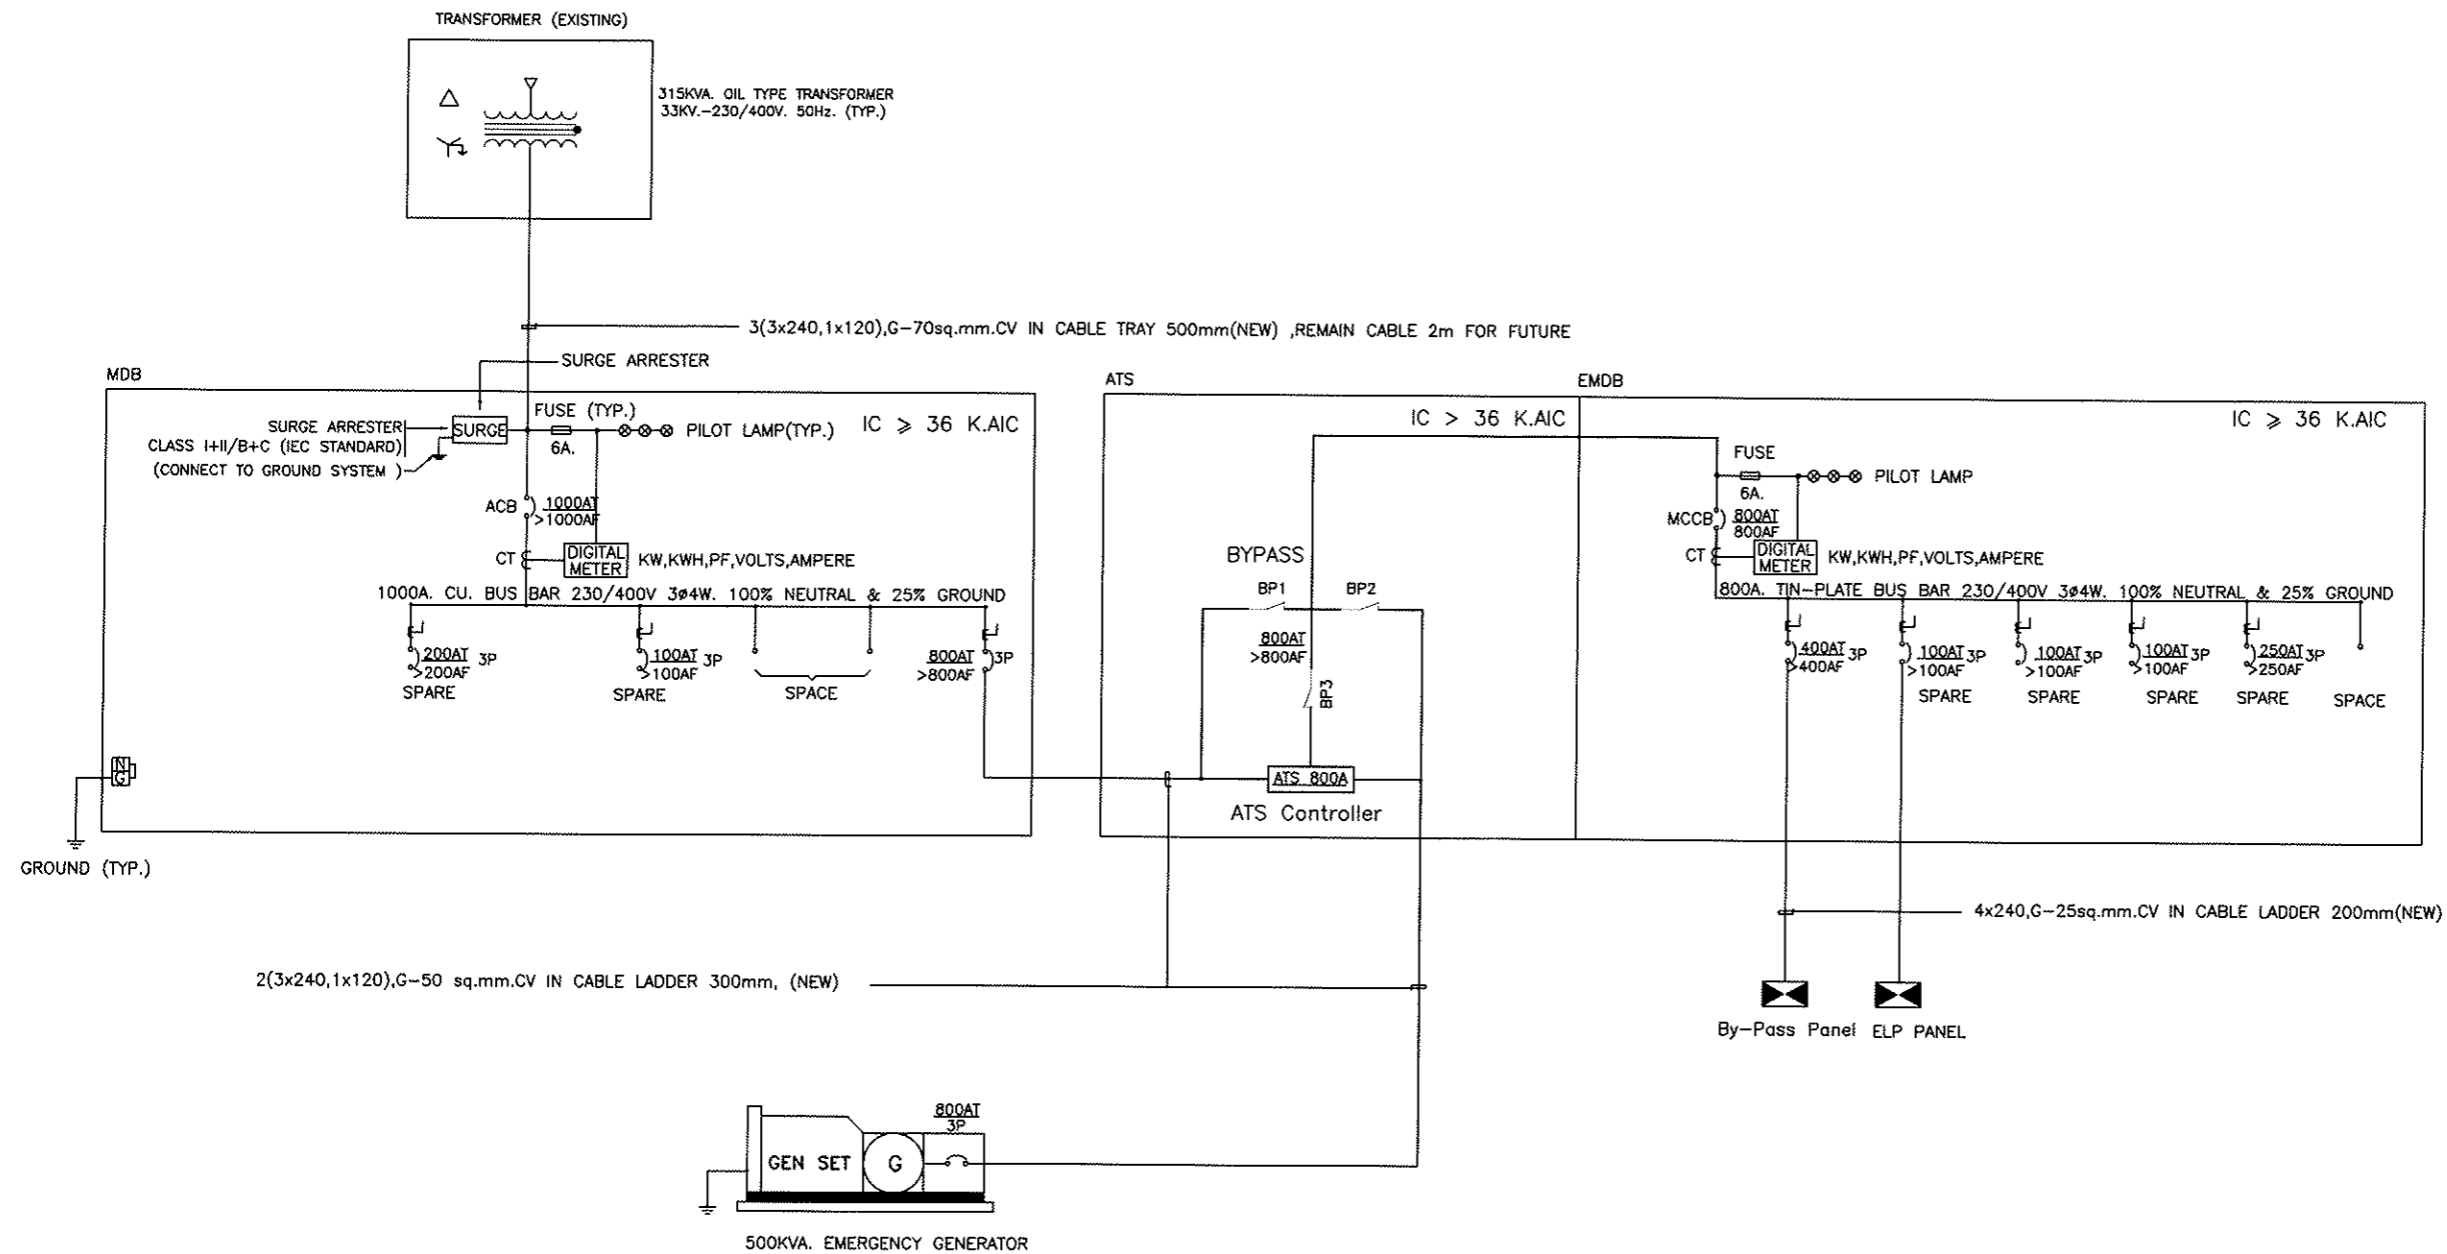 TRANSFORMER (EXISTING)
315KVA. OIL TYPE TRANSFORMER
33KV.-230/400V. 50Hz. (TYP.)
3(3x240,1x120),G-70sq.mm.CV IN CABLE TRAY 500mm(NEW) ,REMAIN CABLE 2m FOR FUTURE
SURGE ARRESTER
MDB
SURGE ARRESTER
CLASS I+II/B+C (IEC STANDARD)
(CONNECT TO GROUND SYSTEM )
SURGE
FUSE (TYP.)
6A.
PILOT LAMP(TYP.)
IC ⩾ 36 K.AIC
ACB
1000AT
>1000AF
CT
DIGITAL
METER
KW,KWH,PF,VOLTS,AMPERE
1000A. CU. BUS BAR 230/400V 3ø4W. 100% NEUTRAL & 25% GROUND
200AT
>200AF
3P
SPARE
100AT
>100AF
3P
SPARE
SPACE
800AT
>800AF
3P
N
G
GROUND (TYP.)
ATS
IC > 36 K.AIC
BYPASS
BP1
BP2
800AT
>800AF
BP3
ATS 800A
ATS Controller
EMDB
IC ⩾ 36 K.AIC
FUSE
6A.
PILOT LAMP
MCCB
800AT
800AF
CT
DIGITAL
METER
KW,KWH,PF,VOLTS,AMPERE
800A. TIN-PLATE BUS BAR 230/400V 3ø4W. 100% NEUTRAL & 25% GROUND
400AT
>400AF
3P
100AT
>100AF
3P
SPARE
100AT
>100AF
3P
SPARE
100AT
>100AF
3P
SPARE
250AT
>250AF
3P
SPARE
SPACE
4x240,G-25sq.mm.CV IN CABLE LADDER 200mm(NEW)
2(3x240,1x120),G-50 sq.mm.CV IN CABLE LADDER 300mm, (NEW)
By-Pass Panel
ELP PANEL
800AT
3P
GEN SET
G
500KVA. EMERGENCY GENERATOR